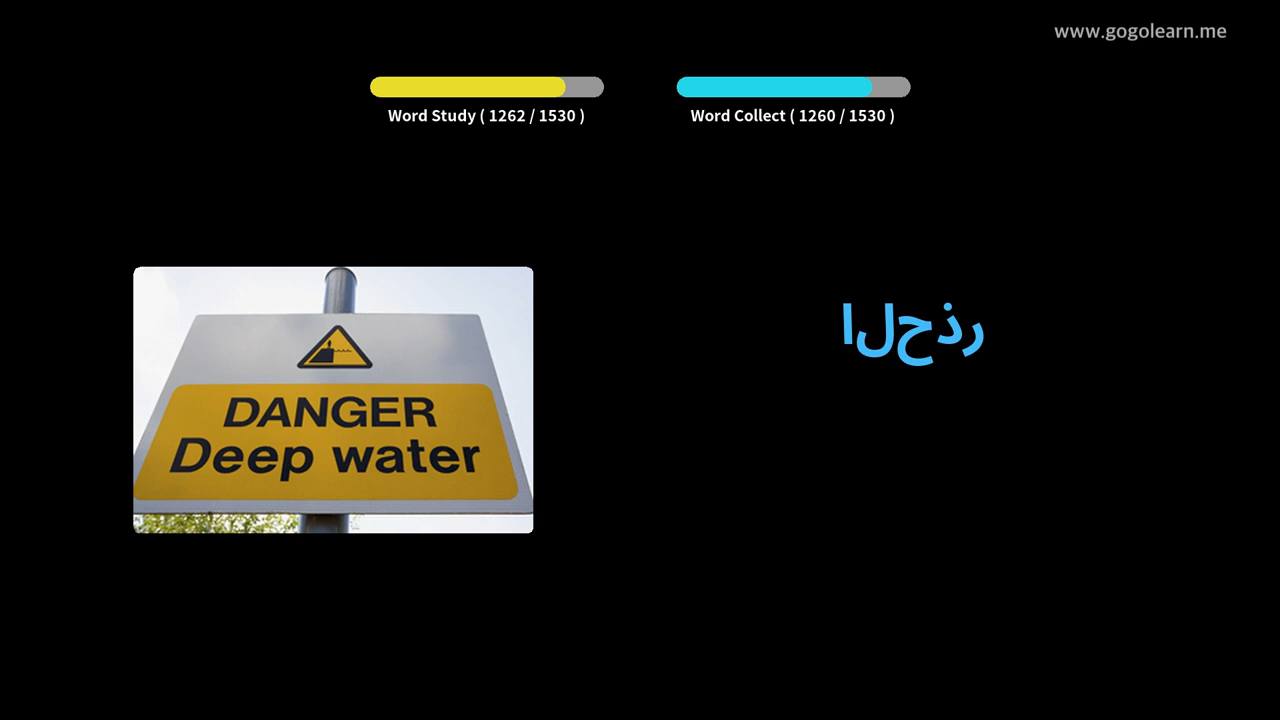 www.gogolearn.me
Word Study ( 1262 / 1530 )
Word Collect ( 1260 / 1530 )
الحذر
DANGER
Deep water